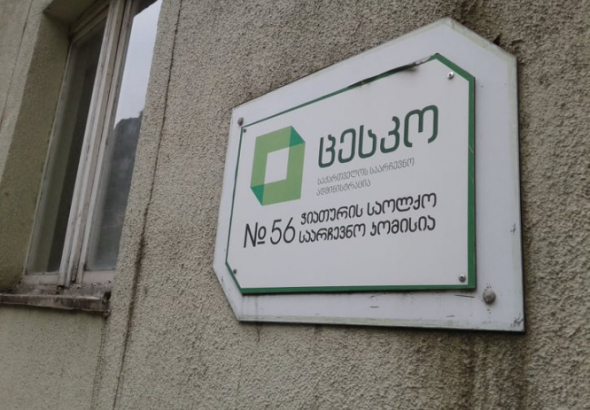 ცესკო
საქართველოს საარჩევნო
ადმინისტრაცია
№ 56 ჭიათურის საოლქო
საარჩევნო კომისია